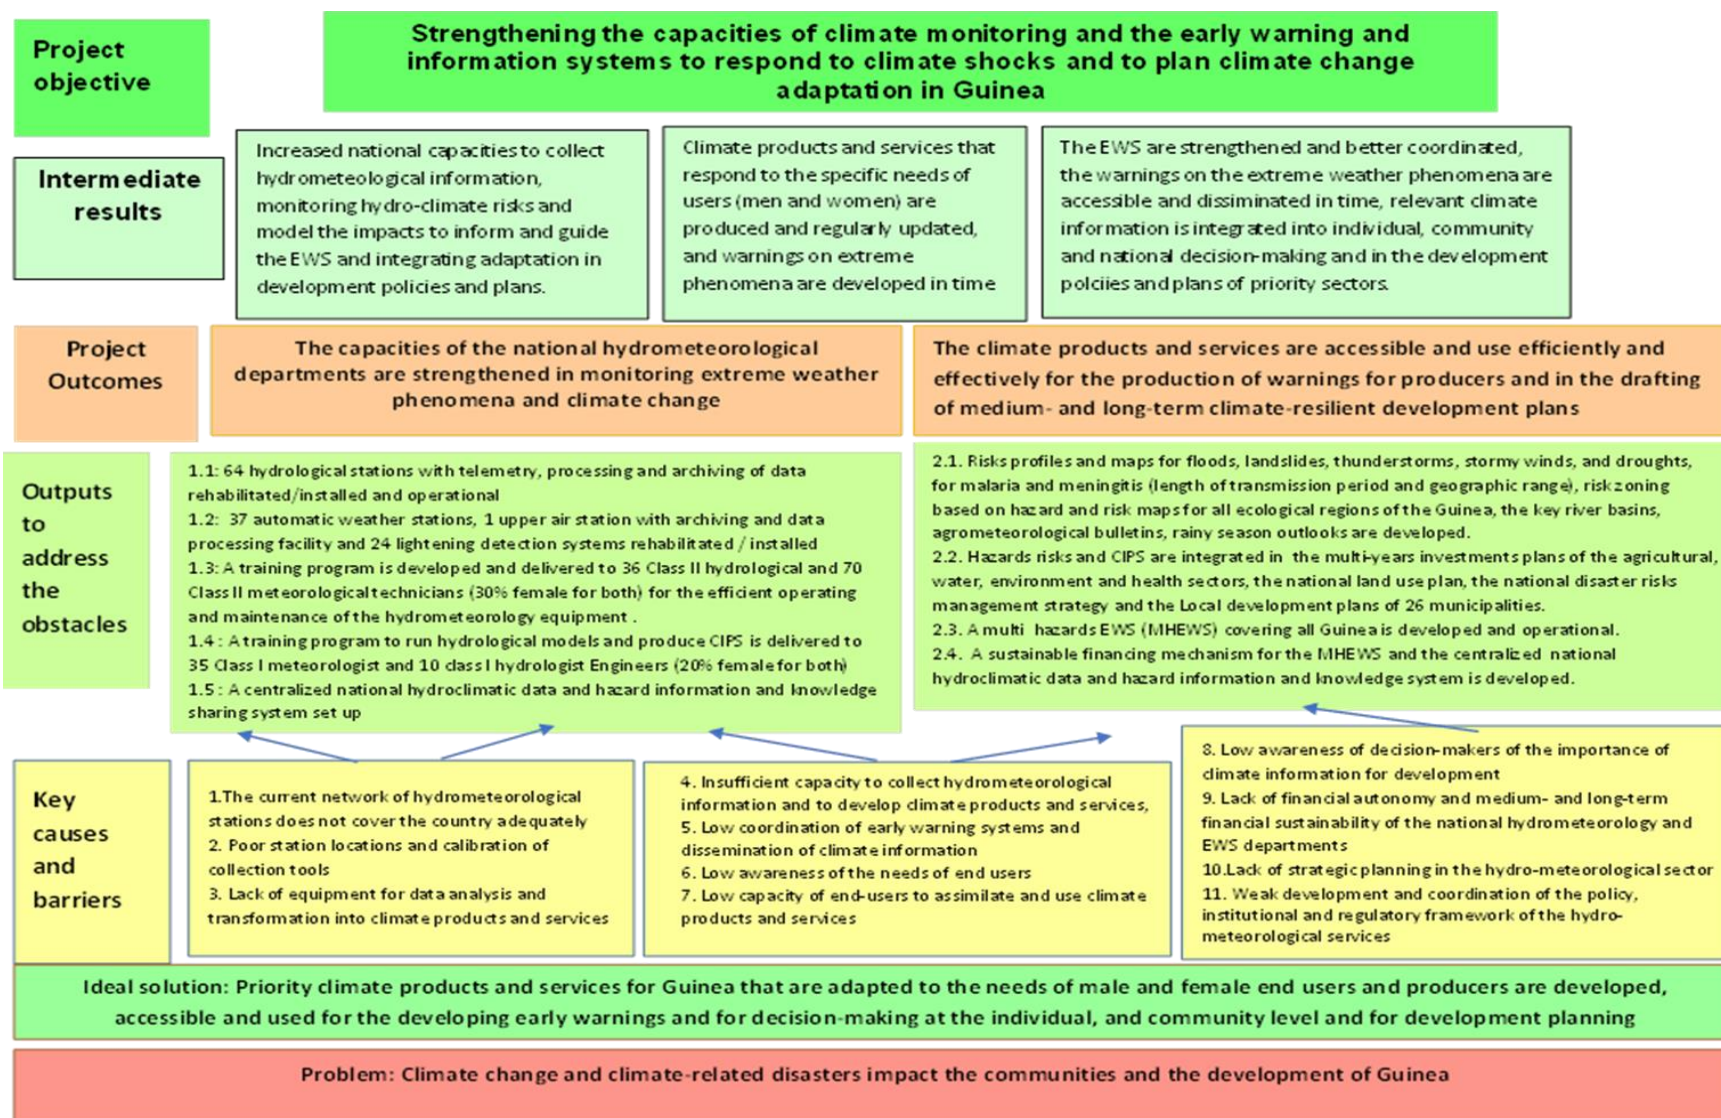 Project
objective
Strengthening the capacities of climate monitoring and the early warning and
information systems to respond to climate shocks and to plan climate change
adaptation in Guinea
Intermediate
results
Increased national capacities to collect
hydrometeological information,
monitoring hydro-climate risks and
model the impacts to inform and guide
the EWS and integrating adaptation in
development policies and plans.
Climate products and services that
respond to the specific needs of
users (men and women) are
produced and regularly updated,
and warnings on extreme
phenomena are developed in time
The EWS are strengthened and better coordinated,
the warnings on the extreme weather phenomena are
accessible and dissiminated in time, relevant climate
information is integrated into individual, community
and national decision-making and in the development
polciies and plans of priority sectors.
Project
Outcomes
The capacities of the national hydrometeorological
departments are strengthened in monitoring extreme weather
phenomena and climate change
The climate products and services are accessible and use efficiently and
effectively for the production of warnings for producers and in the drafting
of medium- and long-term climate-resilient development plans
Outputs
to
address
the
obstacles
1.1: 64 hydrological stations with telemetry, processing and archiving of data
rehabilitated/installed and operational
1.2: 37 automatic weather stations, 1 upper air station with archiving and data
processing facility and 24 lightening detection systems rehabilitated / installed
1.3: A training program is developed and delivered to 36 Class II hydrological and 70
Class II meteorological technicians (30% female for both) for the efficient operating
and maintenance of the hydrometeorology equipment .
1.4 : A training program to run hydrological models and produce CIPS is delivered to
35 Class I meteorologist and 10 class I hydrologist Engineers (20% female for both)
1.5 : A centralized national hydroclimatic data and hazard information and knowledge
sharing system set up
2.1. Risks profiles and maps for floods, landslides, thunderstorms, stormy winds, and droughts,
for malaria and meningitis (length of transmission period and geographic range), risk zoning
based on hazard and risk maps for all ecological regions of the Guinea, the key river basins,
agrometeorological bulletins, rainy season outlooks are developed.
2.2. Hazards risks and CIPS are integrated in the multi-years investments plans of the agricultural,
water, environment and health sectors, the national land use plan, the national disaster risks
management strategy and the Local development plans of 26 municipalities.
2.3. A multi hazards EWS (MHEWS) covering all Guinea is developed and operational.
2.4. A sustainable financing mechanism for the MHEWS and the centralized national
hydroclimatic data and hazard information and knowledge system is developed.
Key
causes
and
barriers
1.The current network of hydrometeorological
stations does not cover the country adequately
2. Poor station locations and calibration of
collection tools
3. Lack of equipment for data analysis and
transformation into climate products and services
4. Insufficient capacity to collect hydrometeorological
information and to develop climate products and services,
5. Low coordination of early warning systems and
dissemination of climate information
6. Low awareness of the needs of end users
7. Low capacity of end-users to assimilate and use climate
products and services
8. Low awareness of decision-makers of the importance of
climate information for development
9. Lack of financial autonomy and medium- and long-term
financial sustainability of the national hydrometeorology and
EWS departments
10.Lack of strategic planning in the hydro-meteorological sector
11. Weak development and coordination of the policy,
institutional and regulatory framework of the hydro-
meteorological services
Ideal solution: Priority climate products and services for Guinea that are adapted to the needs of male and female end users and producers are developed,
accessible and used for the developing early warnings and for decision-making at the individual, and community level and for development planning
Problem: Climate change and climate-related disasters impact the communities and the development of Guinea